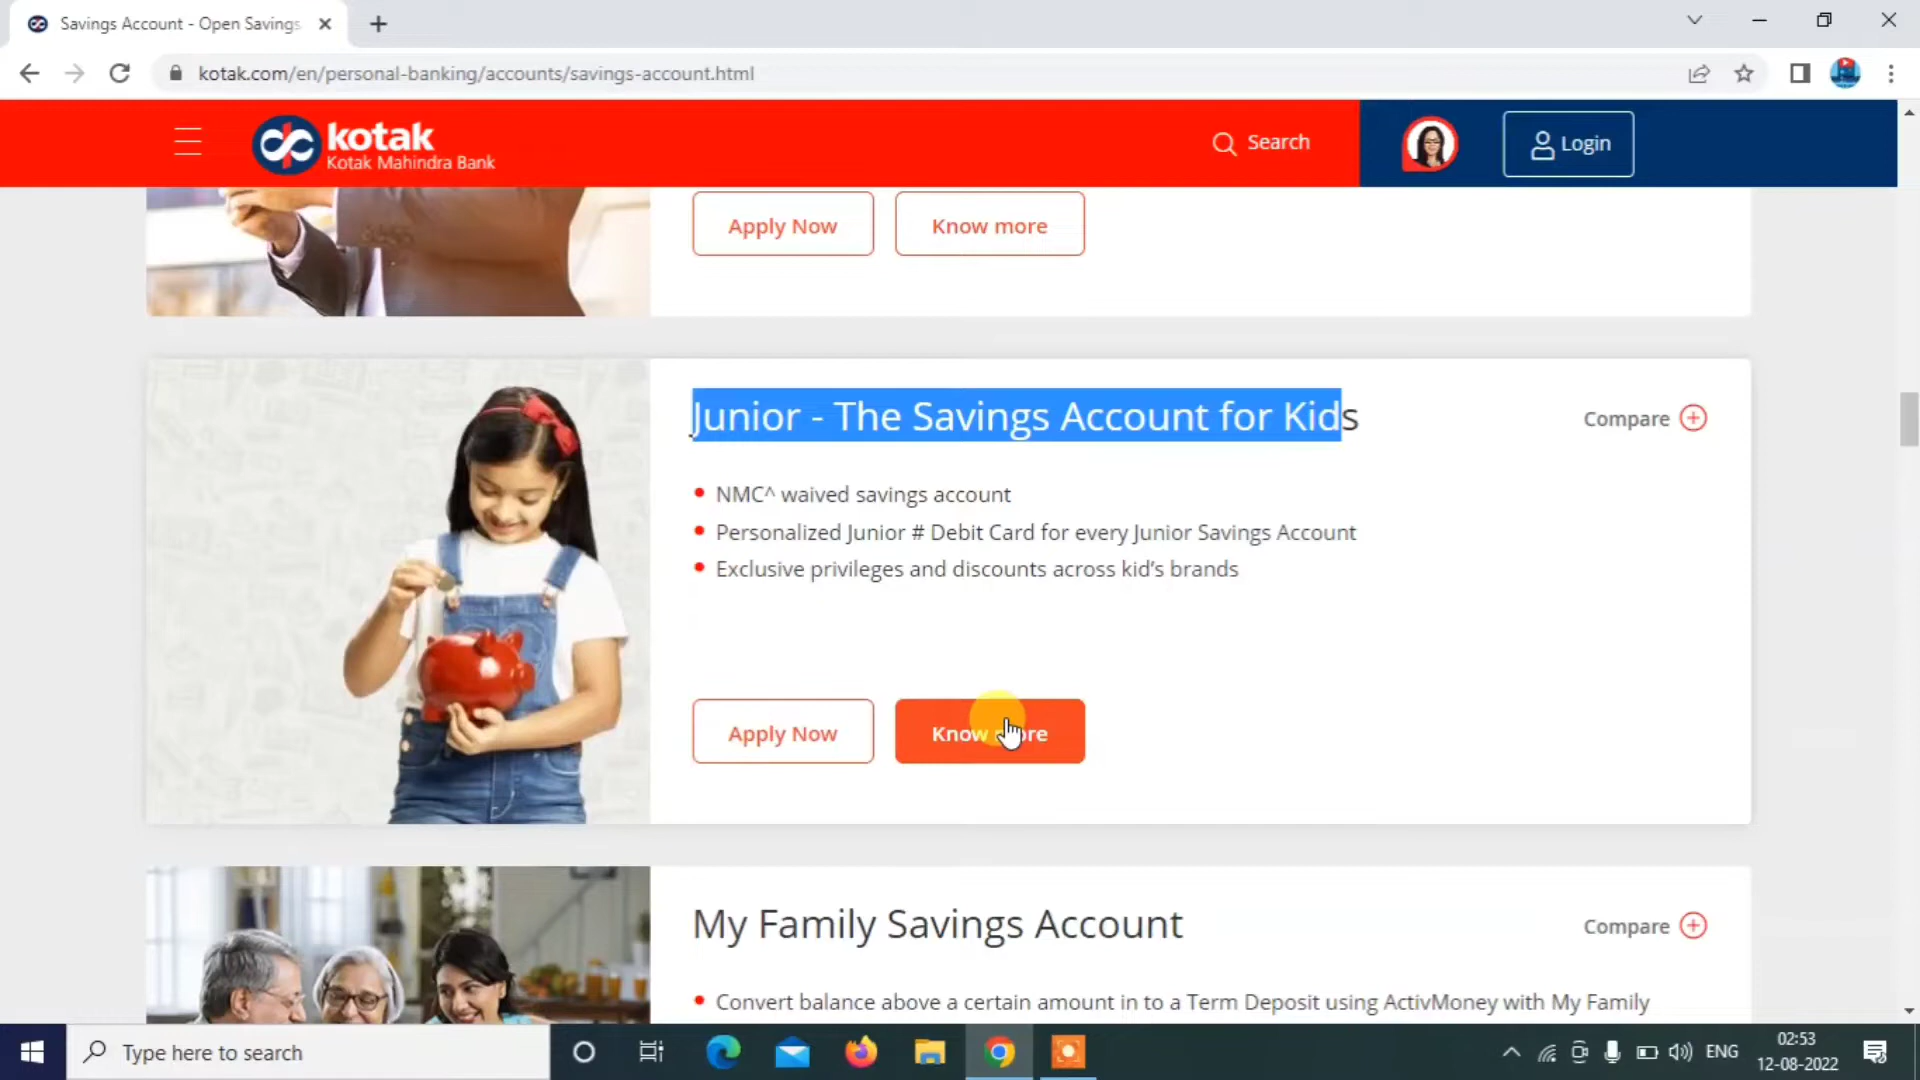 Savings Account - Open Savings
kotak.com/en/personal-banking/accounts/savings-account.html
kotak
Kotak Mahindra Bank
Search
Login
Apply Now
Know more
Junior - The Savings Account for Kids
Compare
NMC^ waived savings account
Personalized Junior # Debit Card for every Junior Savings Account
Exclusive privileges and discounts across kid's brands
Apply Now
Know more
My Family Savings Account
Compare
Convert balance above a certain amount in to a Term Deposit using ActivMoney with My Family
Type here to search
ENG
02:53
12-08-2022